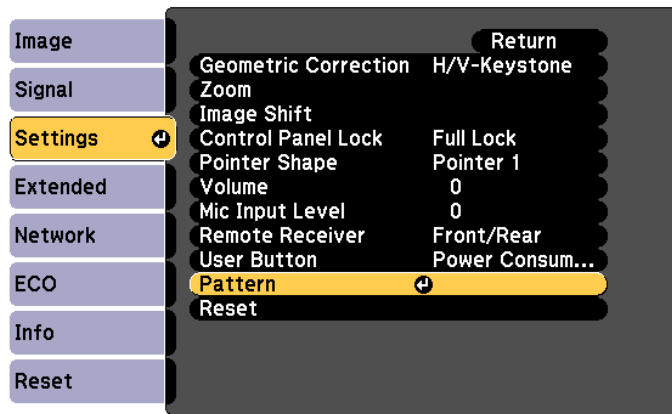 Image
Signal
Settings
Extended
Network
ECO
Info
Reset
Return
Geometric Correction H/V-Keystone
Zoom
Image Shift
Control Panel Lock Full Lock
Pointer Shape Pointer 1
Volume 0
Mic Input Level 0
Remote Receiver Front/Rear
User Button Power Consum...
Pattern
Reset